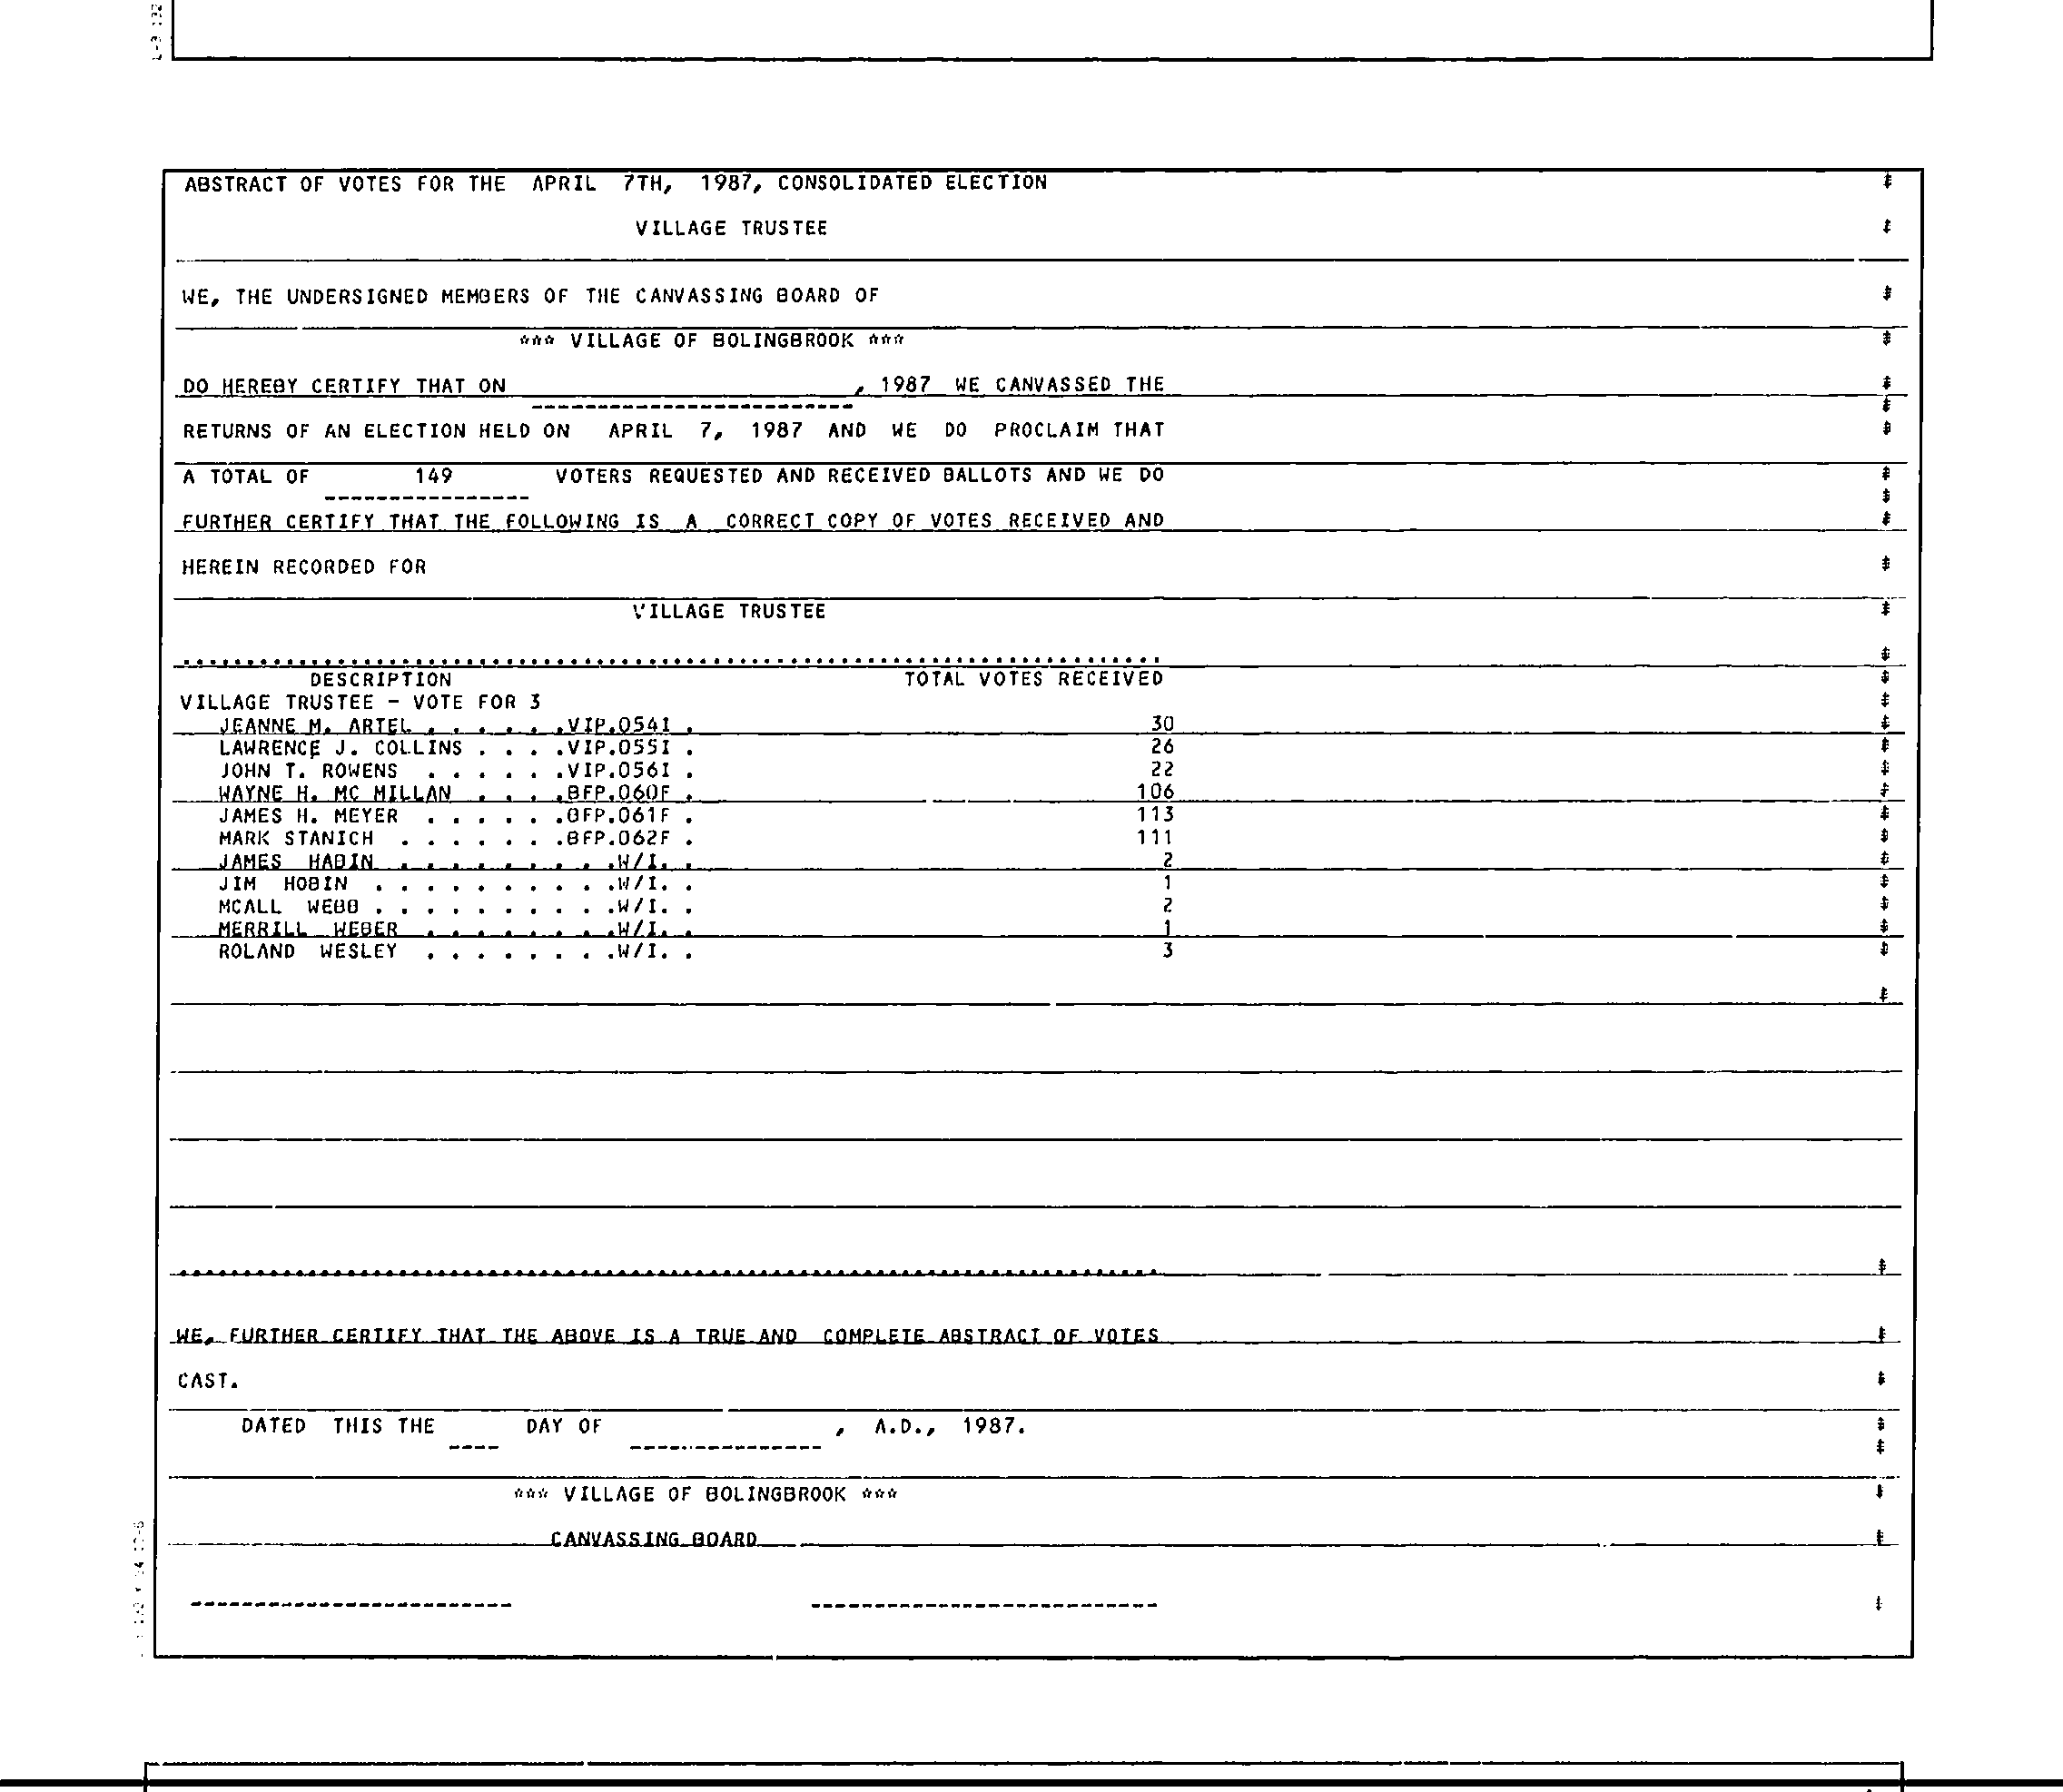 ABSTRACT OF VOTES FOR THE APRIL 7TH, 1987, CONSOLIDATED ELECTION
VILLAGE TRUSTEE
WE, THE UNDERSIGNED MEMBERS OF THE CANVASSING BOARD OF
*** VILLAGE OF BOLINGBROOK ***
DO HEREBY CERTIFY THAT ON , 1987 WE CANVASSED THE
RETURNS OF AN ELECTION HELD ON APRIL 7, 1987 AND WE DO PROCLAIM THAT
A TOTAL OF 149 VOTERS REQUESTED AND RECEIVED BALLOTS AND WE DO
FURTHER CERTIFY THAT THE FOLLOWING IS A CORRECT COPY OF VOTES RECEIVED AND
HEREIN RECORDED FOR
VILLAGE TRUSTEE
DESCRIPTION TOTAL VOTES RECEIVED
VILLAGE TRUSTEE - VOTE FOR 3
JEANNE M. ARTEL . . . . . .VIP.054I . 30
LAWRENCE J. COLLINS . . . .VIP.055I . 26
JOHN T. ROWENS . . . . . .VIP.056I . 22
WAYNE H. MC MILLAN . . . .BFP.060F . 106
JAMES H. MEYER . . . . . .BFP.061F . 113
MARK STANICH . . . . . . .BFP.062F . 111
JAMES HABIN . . . . . . . . .W/I. . 2
JIM HOBIN . . . . . . . . . .W/I. . 1
MCALL WEBB . . . . . . . . . .W/I. . 2
MERRILL WEBER . . . . . . . .W/I. . 1
ROLAND WESLEY . . . . . . . .W/I. . 3
WE, FURTHER CERTIFY THAT THE ABOVE IS A TRUE AND COMPLETE ABSTRACT OF VOTES
CAST.
DATED THIS THE DAY OF , A.D., 1987.
*** VILLAGE OF BOLINGBROOK ***
CANVASSING BOARD